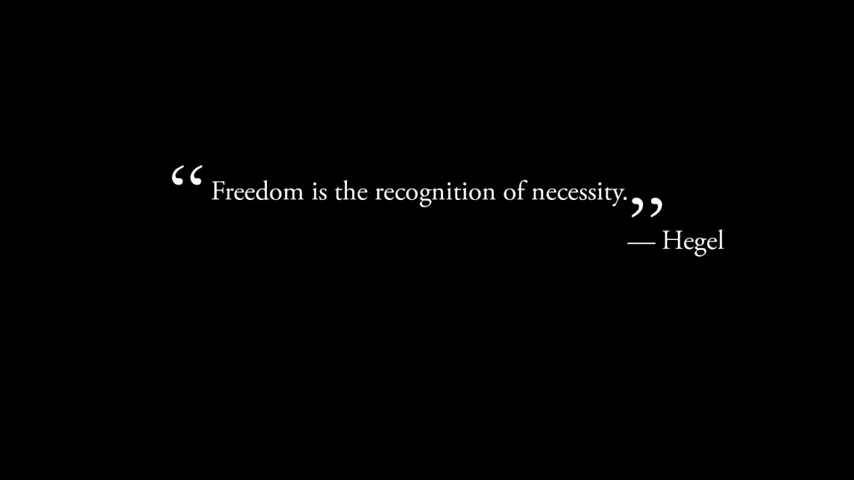 “Freedom is the recognition of necessity.”
— Hegel